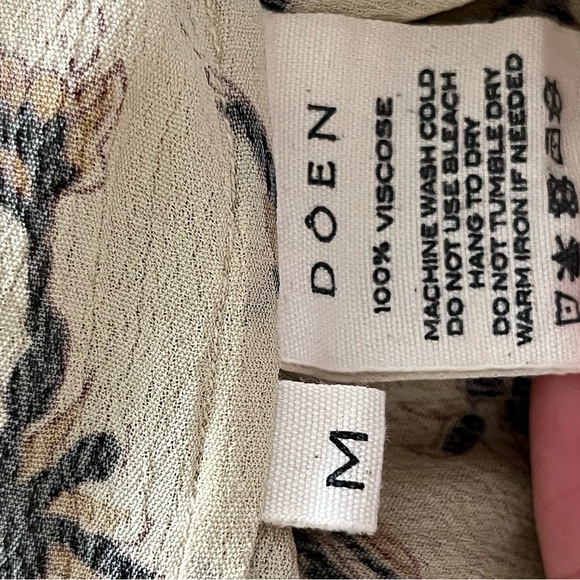 DÔEN
100% VISCOSE
MACHINE WASH COLD
DO NOT USE BLEACH
HANG TO DRY
DO NOT TUMBLE DRY
WARM IRON IF NEEDED
M